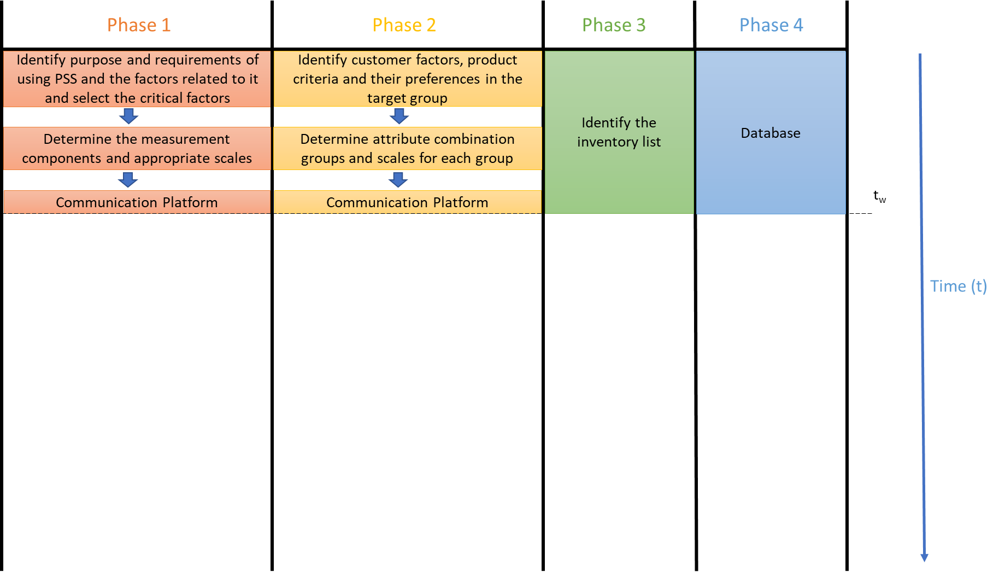 Phase 1
Phase 2
Phase 3
Phase 4
Identify purpose and requirements of
using PSS and the factors related to it
and select the critical factors
Determine the measurement
components and appropriate scales
Communication Platform
Identify customer factors, product
criteria and their preferences in the
target group
Determine attribute combination
groups and scales for each group
Communication Platform
Identify the
inventory list
Database
tw
Time (t)